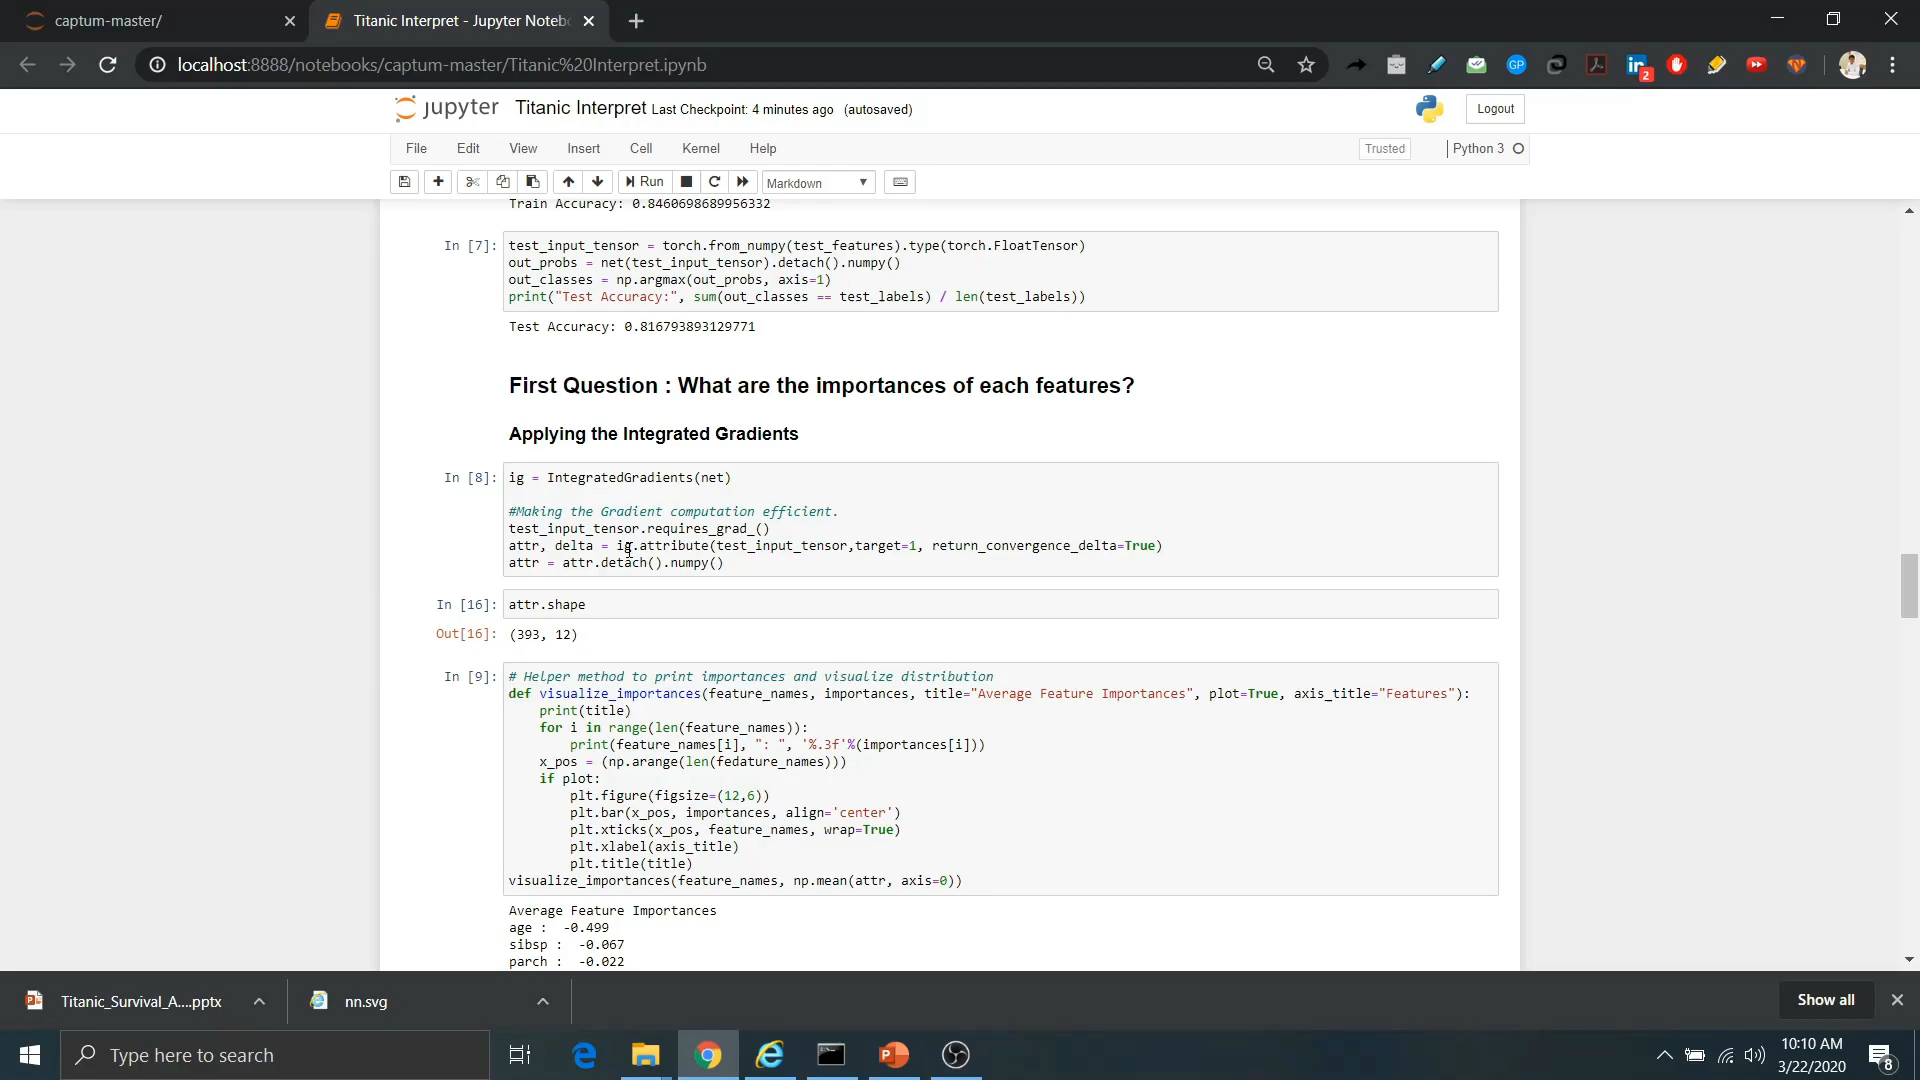 captum-master/
Titanic Interpret - Jupyter Noteb
localhost:8888/notebooks/captum-master/Titanic%20Interpret.ipynb
GP
in
2
jupyter
Titanic Interpret Last Checkpoint: 4 minutes ago (autosaved)
Logout
File Edit View Insert Cell Kernel Help
Trusted
Python 3
Run
Markdown
Train Accuracy: 0.8460698689956332
In [7]: test_input_tensor = torch.from_numpy(test_features).type(torch.FloatTensor)
out_probs = net(test_input_tensor).detach().numpy()
out_classes = np.argmax(out_probs, axis=1)
print("Test Accuracy:", sum(out_classes == test_labels) / len(test_labels))
Test Accuracy: 0.816793893129771
First Question : What are the importances of each features?
Applying the Integrated Gradients
In [8]: ig = IntegratedGradients(net)
#Making the Gradient computation efficient.
test_input_tensor.requires_grad_()
attr, delta = ig.attribute(test_input_tensor,target=1, return_convergence_delta=True)
attr = attr.detach().numpy()
In [16]: attr.shape
Out[16]: (393, 12)
In [9]: # Helper method to print importances and visualize distribution
def visualize_importances(feature_names, importances, title="Average Feature Importances", plot=True, axis_title="Features"):
print(title)
for i in range(len(feature_names)):
print(feature_names[i], ": ", '%.3f'%(importances[i]))
x_pos = (np.arange(len(fedature_names)))
if plot:
plt.figure(figsize=(12,6))
plt.bar(x_pos, importances, align='center')
plt.xticks(x_pos, feature_names, wrap=True)
plt.xlabel(axis_title)
plt.title(title)
visualize_importances(feature_names, np.mean(attr, axis=0))
Average Feature Importances
age : -0.499
sibsp : -0.067
parch : -0.022
Titanic_Survival_A....pptx
nn.svg
Show all
Type here to search
10:10 AM
3/22/2020
8